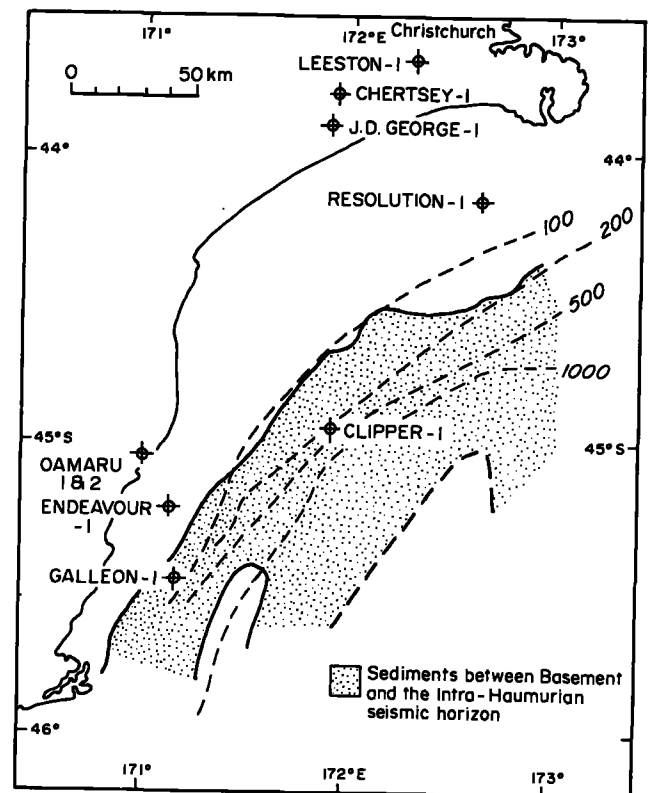 171°
172°E
Christchurch
173°
0 50 km
LEESTON-1
CHERTSEY-1
J.D. GEORGE-1
44°
44°
RESOLUTION-1
100
200
500
1000
45°S
CLIPPER-1
45°S
OAMARU
1 & 2
ENDEAVOUR
-1
GALLEON-1
Sediments between Basement
and the Intra-Haumurian
seismic horizon
46°
171°
172°E
173°